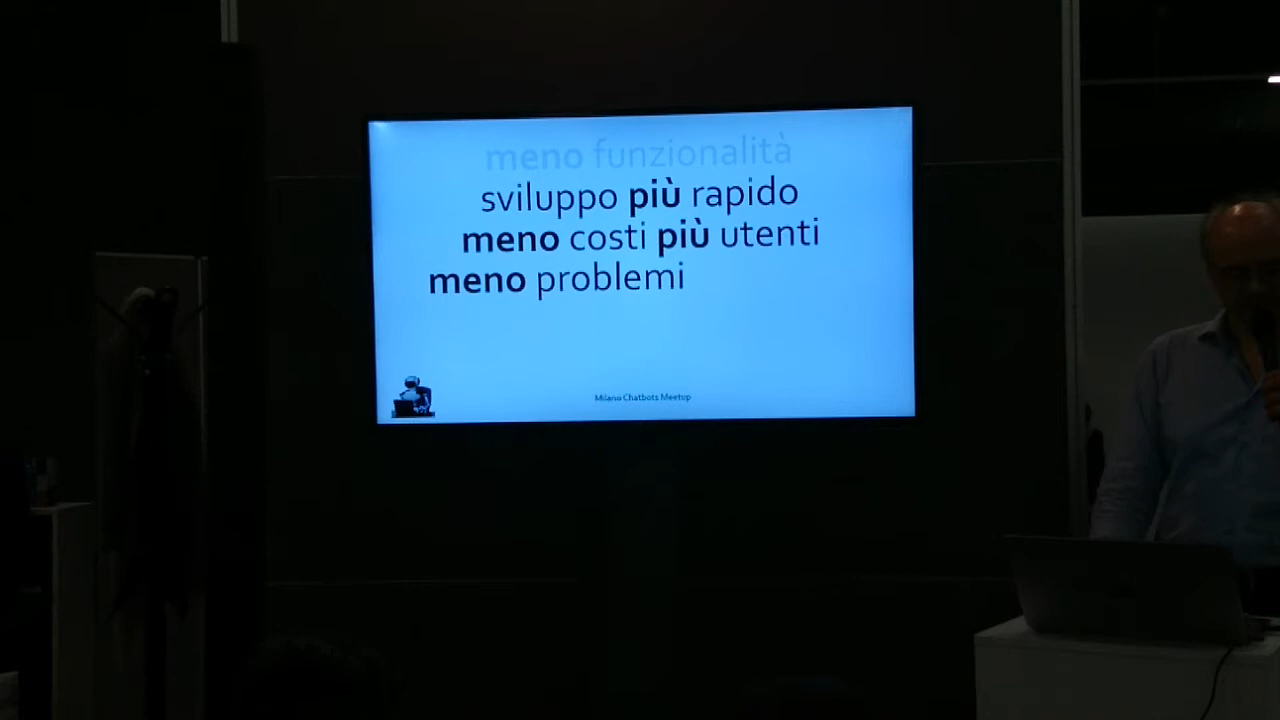 meno funzionalità
sviluppo più rapido
meno costi più utenti
meno problemi
Milano Chatbots Meetup